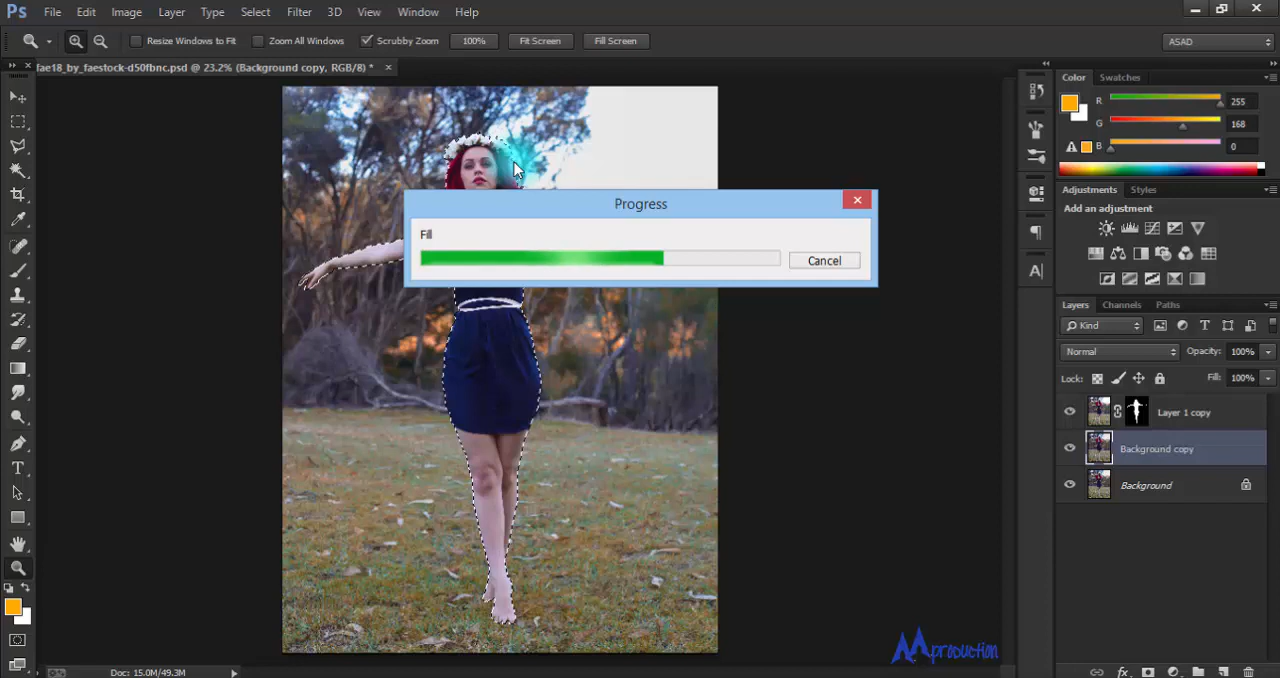 Ps File Edit Image Layer Type Select Filter 3D View Window Help
Resize Windows to Fit Zoom All Windows Scrubby Zoom 100% Fit Screen Fill Screen ASAD
fae18_by_faestock-d50fbnc.psd @ 23.2% (Background copy, RGB/8) *
Color Swatches
R 255
G 168
B 0
Progress
Fill
Cancel
Adjustments Styles
Add an adjustment
Layers Channels Paths
Kind
Normal Opacity: 100%
Lock: Fill: 100%
Layer 1 copy
Background copy
Background
production
Doc: 15.0M/49.3M